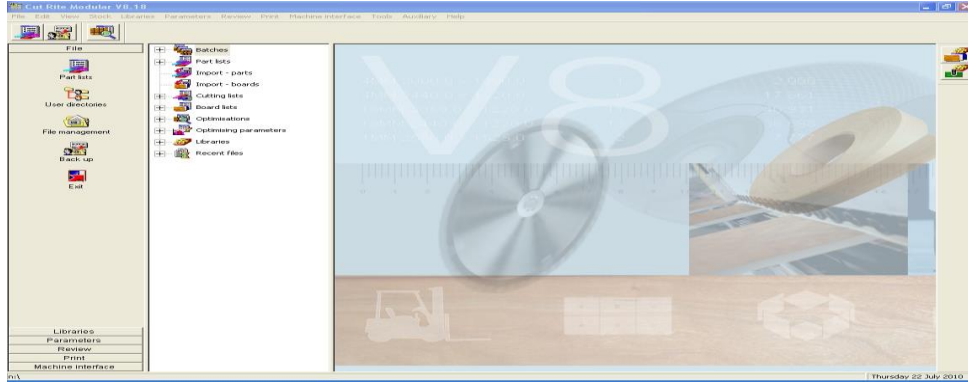 Cut Rite Modular V8.18
File Edit View Stock Libraries Parameters Review Print Machine interface Tools Auxiliary Help
File
Part lists
User directories
File management
Back up
Exit
Libraries
Parameters
Review
Print
Machine interface
Batches
Part lists
Import - parts
Import - boards
Cutting lists
Board lists
Optimisations
Optimising parameters
Libraries
Recent files
V8
Thursday 22 July 2010